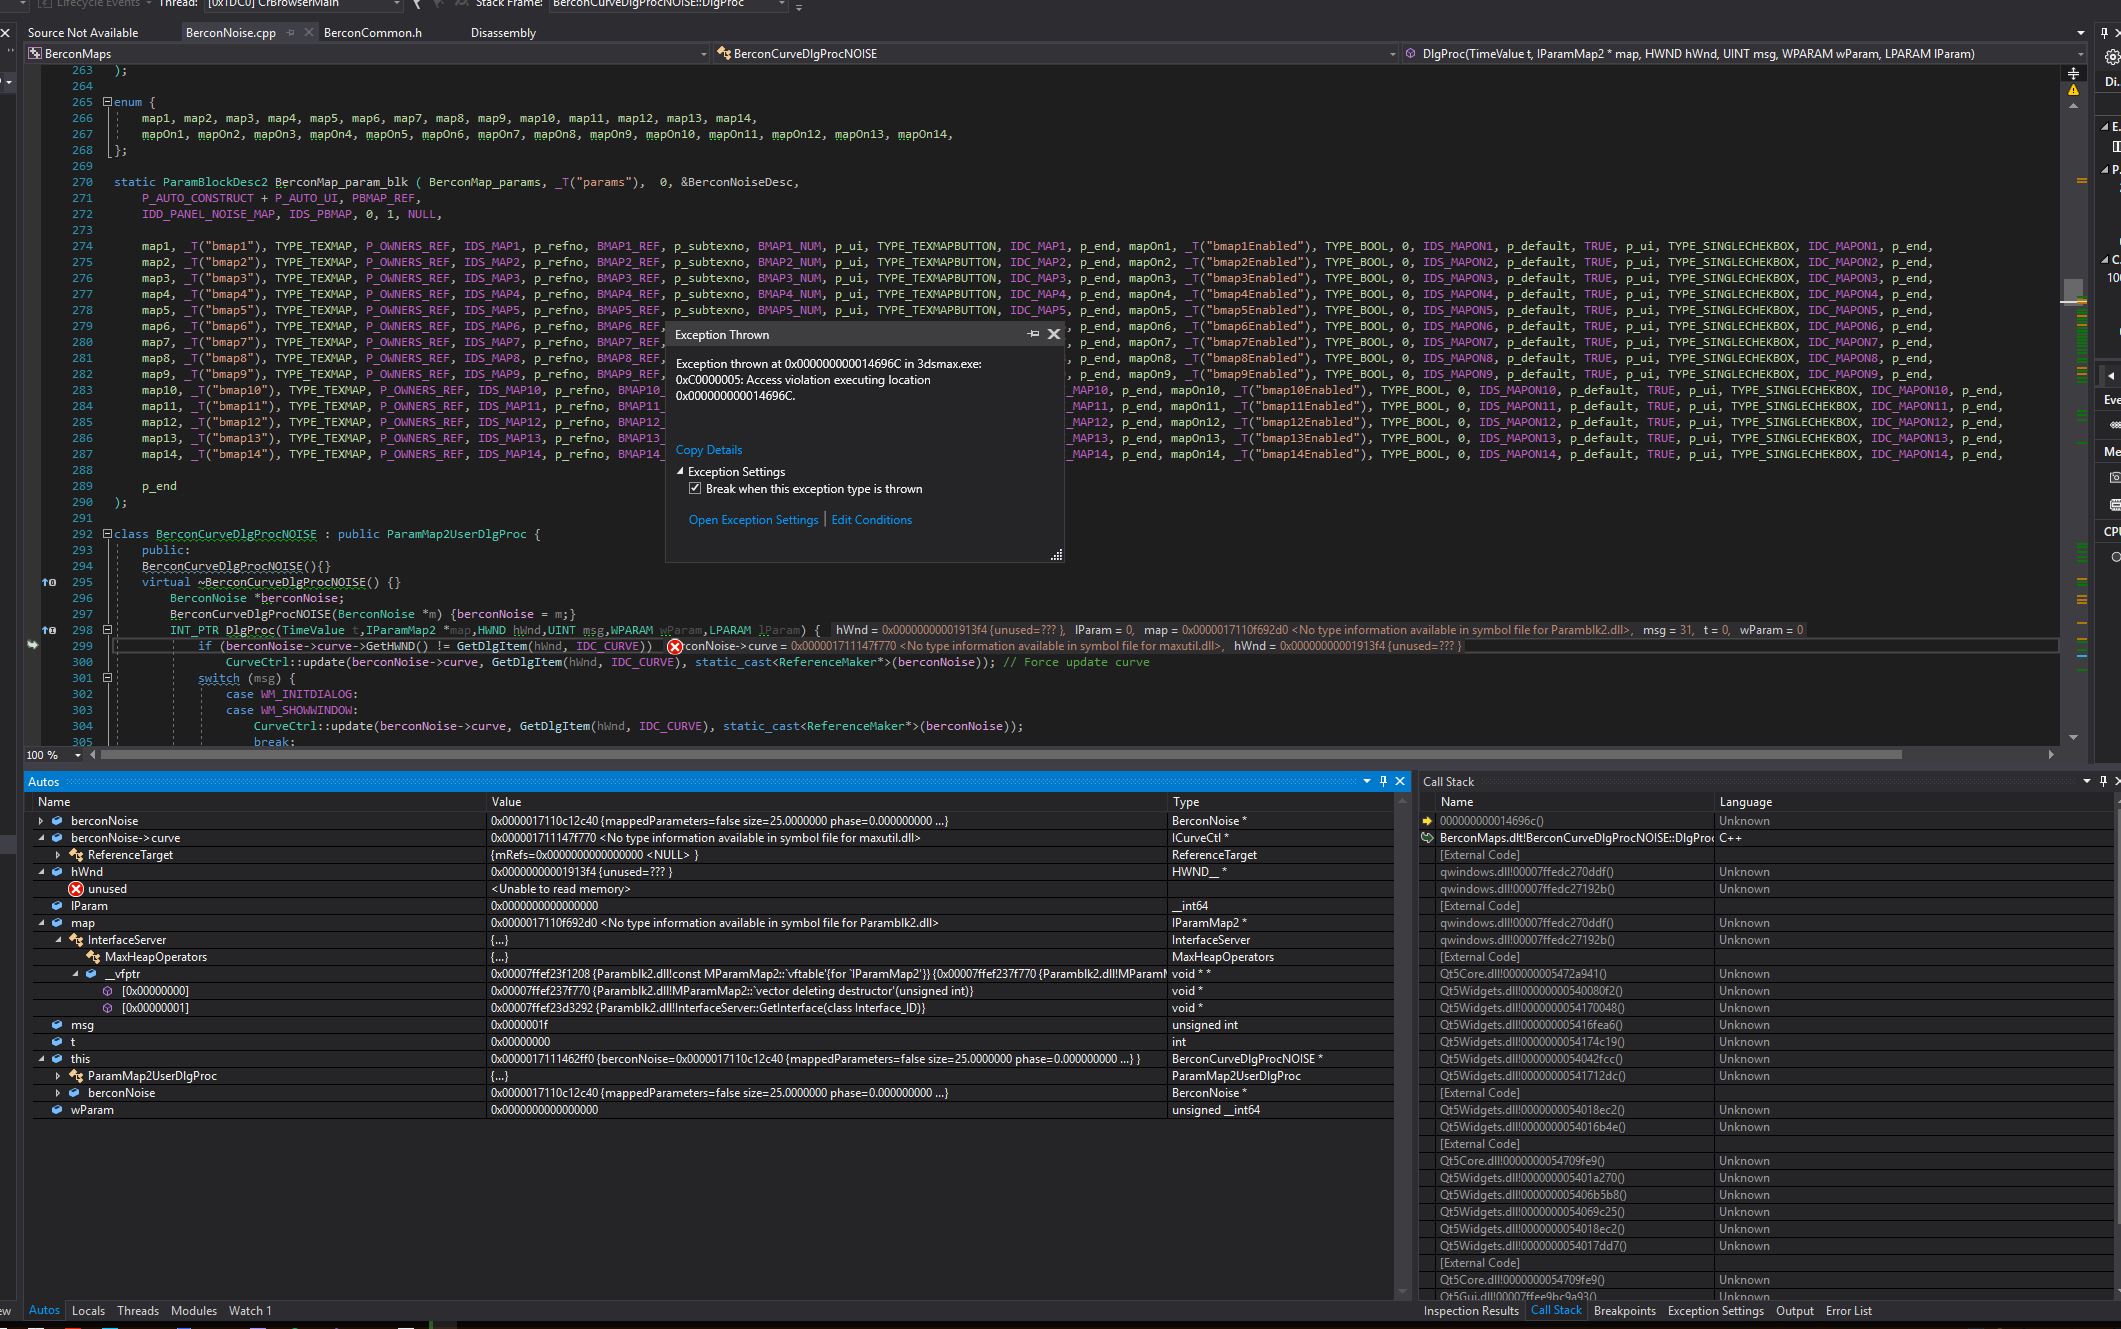 Lifecycle Events Thread: [0x1DC0] CrBrowserMain Stack Frame: BerconCurveDlgProcNOISE::DlgProc
Source Not Available BerconNoise.cpp BerconCommon.h Disassembly
BerconMaps BerconCurveDlgProcNOISE DlgProc(TimeValue t, IParamMap2 * map, HWND hWnd, UINT msg, WPARAM wParam, LPARAM lParam)
263 );
264
265 enum {
266 map1, map2, map3, map4, map5, map6, map7, map8, map9, map10, map11, map12, map13, map14,
267 mapOn1, mapOn2, mapOn3, mapOn4, mapOn5, mapOn6, mapOn7, mapOn8, mapOn9, mapOn10, mapOn11, mapOn12, mapOn13, mapOn14,
268 };
269
270 static ParamBlockDesc2 BerconMap_param_blk ( BerconMap_params, _T("params"), 0, &BerconNoiseDesc,
271 P_AUTO_CONSTRUCT + P_AUTO_UI, PBMAP_REF,
272 IDD_PANEL_NOISE_MAP, IDS_PBMAP, 0, 1, NULL,
273
274 map1, _T("bmap1"), TYPE_TEXMAP, P_OWNERS_REF, IDS_MAP1, p_refno, BMAP1_REF, p_subtexno, BMAP1_NUM, p_ui, TYPE_TEXMAPBUTTON, IDC_MAP1, p_end, mapOn1, _T("bmap1Enabled"), TYPE_BOOL, 0, IDS_MAPON1, p_default, TRUE, p_ui, TYPE_SINGLECHEKBOX, IDC_MAPON1, p_end,
275 map2, _T("bmap2"), TYPE_TEXMAP, P_OWNERS_REF, IDS_MAP2, p_refno, BMAP2_REF, p_subtexno, BMAP2_NUM, p_ui, TYPE_TEXMAPBUTTON, IDC_MAP2, p_end, mapOn2, _T("bmap2Enabled"), TYPE_BOOL, 0, IDS_MAPON2, p_default, TRUE, p_ui, TYPE_SINGLECHEKBOX, IDC_MAPON2, p_end,
276 map3, _T("bmap3"), TYPE_TEXMAP, P_OWNERS_REF, IDS_MAP3, p_refno, BMAP3_REF, p_subtexno, BMAP3_NUM, p_ui, TYPE_TEXMAPBUTTON, IDC_MAP3, p_end, mapOn3, _T("bmap3Enabled"), TYPE_BOOL, 0, IDS_MAPON3, p_default, TRUE, p_ui, TYPE_SINGLECHEKBOX, IDC_MAPON3, p_end,
277 map4, _T("bmap4"), TYPE_TEXMAP, P_OWNERS_REF, IDS_MAP4, p_refno, BMAP4_REF, p_subtexno, BMAP4_NUM, p_ui, TYPE_TEXMAPBUTTON, IDC_MAP4, p_end, mapOn4, _T("bmap4Enabled"), TYPE_BOOL, 0, IDS_MAPON4, p_default, TRUE, p_ui, TYPE_SINGLECHEKBOX, IDC_MAPON4, p_end,
278 map5, _T("bmap5"), TYPE_TEXMAP, P_OWNERS_REF, IDS_MAP5, p_refno, BMAP5_REF, p_subtexno, BMAP5_NUM, p_ui, TYPE_TEXMAPBUTTON, IDC_MAP5, p_end, mapOn5, _T("bmap5Enabled"), TYPE_BOOL, 0, IDS_MAPON5, p_default, TRUE, p_ui, TYPE_SINGLECHEKBOX, IDC_MAPON5, p_end,
279 map6, _T("bmap6"), TYPE_TEXMAP, P_OWNERS_REF, IDS_MAP6, p_refno, BMAP6_REF, p_end, mapOn6, _T("bmap6Enabled"), TYPE_BOOL, 0, IDS_MAPON6, p_default, TRUE, p_ui, TYPE_SINGLECHEKBOX, IDC_MAPON6, p_end,
280 map7, _T("bmap7"), TYPE_TEXMAP, P_OWNERS_REF, IDS_MAP7, p_refno, BMAP7_REF, p_end, mapOn7, _T("bmap7Enabled"), TYPE_BOOL, 0, IDS_MAPON7, p_default, TRUE, p_ui, TYPE_SINGLECHEKBOX, IDC_MAPON7, p_end,
281 map8, _T("bmap8"), TYPE_TEXMAP, P_OWNERS_REF, IDS_MAP8, p_refno, BMAP8_REF, p_end, mapOn8, _T("bmap8Enabled"), TYPE_BOOL, 0, IDS_MAPON8, p_default, TRUE, p_ui, TYPE_SINGLECHEKBOX, IDC_MAPON8, p_end,
282 map9, _T("bmap9"), TYPE_TEXMAP, P_OWNERS_REF, IDS_MAP9, p_refno, BMAP9_REF, p_end, mapOn9, _T("bmap9Enabled"), TYPE_BOOL, 0, IDS_MAPON9, p_default, TRUE, p_ui, TYPE_SINGLECHEKBOX, IDC_MAPON9, p_end,
283 map10, _T("bmap10"), TYPE_TEXMAP, P_OWNERS_REF, IDS_MAP10, p_refno, BMAP10_ _MAP10, p_end, mapOn10, _T("bmap10Enabled"), TYPE_BOOL, 0, IDS_MAPON10, p_default, TRUE, p_ui, TYPE_SINGLECHEKBOX, IDC_MAPON10, p_end,
284 map11, _T("bmap11"), TYPE_TEXMAP, P_OWNERS_REF, IDS_MAP11, p_refno, BMAP11_ _MAP11, p_end, mapOn11, _T("bmap11Enabled"), TYPE_BOOL, 0, IDS_MAPON11, p_default, TRUE, p_ui, TYPE_SINGLECHEKBOX, IDC_MAPON11, p_end,
285 map12, _T("bmap12"), TYPE_TEXMAP, P_OWNERS_REF, IDS_MAP12, p_refno, BMAP12_ _MAP12, p_end, mapOn12, _T("bmap12Enabled"), TYPE_BOOL, 0, IDS_MAPON12, p_default, TRUE, p_ui, TYPE_SINGLECHEKBOX, IDC_MAPON12, p_end,
286 map13, _T("bmap13"), TYPE_TEXMAP, P_OWNERS_REF, IDS_MAP13, p_refno, BMAP13_ _MAP13, p_end, mapOn13, _T("bmap13Enabled"), TYPE_BOOL, 0, IDS_MAPON13, p_default, TRUE, p_ui, TYPE_SINGLECHEKBOX, IDC_MAPON13, p_end,
287 map14, _T("bmap14"), TYPE_TEXMAP, P_OWNERS_REF, IDS_MAP14, p_refno, BMAP14_ _MAP14, p_end, mapOn14, _T("bmap14Enabled"), TYPE_BOOL, 0, IDS_MAPON14, p_default, TRUE, p_ui, TYPE_SINGLECHEKBOX, IDC_MAPON14, p_end,
288
289 p_end
290 );
291
Exception Thrown
Exception thrown at 0x000000000014696C in 3dsmax.exe:
0xC0000005: Access violation executing location
0x000000000014696C.
Copy Details
Exception Settings
Break when this exception type is thrown
Open Exception Settings | Edit Conditions
292 class BerconCurveDlgProcNOISE : public ParamMap2UserDlgProc {
293 public:
294 BerconCurveDlgProcNOISE(){}
295 virtual ~BerconCurveDlgProcNOISE() {}
296 BerconNoise *berconNoise;
297 BerconCurveDlgProcNOISE(BerconNoise *m) {berconNoise = m;}
298 INT_PTR DlgProc(TimeValue t,IParamMap2 *map,HWND hWnd,UINT msg,WPARAM wParam,LPARAM lParam) { hWnd = 0x00000000001913f4 {unused=??? }, lParam = 0, map = 0x0000017110f692d0 <No type information available in symbol file for Paramblk2.dll>, msg = 31, t = 0, wParam = 0
299 if (berconNoise->curve->GetHWND() != GetDlgItem(hWnd, IDC_CURVE)) rconNoise->curve = 0x000001711147f770 <No type information available in symbol file for maxutil.dll>, hWnd = 0x00000000001913f4 {unused=??? }
300 CurveCtrl::update(berconNoise->curve, GetDlgItem(hWnd, IDC_CURVE), static_cast<ReferenceMaker*>(berconNoise)); // Force update curve
301 switch (msg) {
302 case WM_INITDIALOG:
303 case WM_SHOWWINDOW:
304 CurveCtrl::update(berconNoise->curve, GetDlgItem(hWnd, IDC_CURVE), static_cast<ReferenceMaker*>(berconNoise));
305 break;
100 %
Autos
Name Value Type
berconNoise 0x0000017110c12c40 {mappedParameters=false size=25.0000000 phase=0.000000000 ...} BerconNoise *
berconNoise->curve 0x000001711147f770 <No type information available in symbol file for maxutil.dll> ICurveCtl *
ReferenceTarget {mRefs=0x0000000000000000 <NULL> } ReferenceTarget
hWnd 0x00000000001913f4 {unused=??? } HWND__ *
unused <Unable to read memory>
lParam 0x0000000000000000 __int64
map 0x0000017110f692d0 <No type information available in symbol file for Paramblk2.dll> IParamMap2 *
InterfaceServer {...} InterfaceServer
MaxHeapOperators {...} MaxHeapOperators
__vfptr 0x00007ffef23f1208 {Paramblk2.dll!const MParamMap2::`vftable'{for `IParamMap2'}} {0x00007ffef237f770 {Paramblk2.dll!MParamM void * *
[0x00000000] 0x00007ffef237f770 {Paramblk2.dll!MParamMap2::`vector deleting destructor'(unsigned int)} void *
[0x00000001] 0x00007ffef23d3292 {Paramblk2.dll!InterfaceServer::GetInterface(class Interface_ID)} void *
msg 0x0000001f unsigned int
t 0x00000000 int
this 0x0000017111462ff0 {berconNoise=0x0000017110c12c40 {mappedParameters=false size=25.0000000 phase=0.000000000 ...} } BerconCurveDlgProcNOISE *
ParamMap2UserDlgProc {...} ParamMap2UserDlgProc
berconNoise 0x0000017110c12c40 {mappedParameters=false size=25.0000000 phase=0.000000000 ...} BerconNoise *
wParam 0x0000000000000000 unsigned __int64
Autos Locals Threads Modules Watch 1
Call Stack
Name Language
000000000014696c() Unknown
BerconMaps.dlt!BerconCurveDlgProcNOISE::DlgProc C++
[External Code]
qwindows.dll!00007ffedc270ddf() Unknown
qwindows.dll!00007ffedc27192b() Unknown
[External Code]
qwindows.dll!00007ffedc270ddf() Unknown
qwindows.dll!00007ffedc27192b() Unknown
[External Code]
Qt5Core.dll!000000005472a941() Unknown
Qt5Widgets.dll!00000000540080f2() Unknown
Qt5Widgets.dll!0000000054170048() Unknown
Qt5Widgets.dll!000000005416fea6() Unknown
Qt5Widgets.dll!0000000054174c19() Unknown
Qt5Widgets.dll!0000000054042fcc() Unknown
Qt5Widgets.dll!00000000541712dc() Unknown
[External Code]
Qt5Widgets.dll!0000000054018ec2() Unknown
Qt5Widgets.dll!0000000054016b4e() Unknown
[External Code]
Qt5Core.dll!0000000054709fe9() Unknown
Qt5Widgets.dll!000000005401a270() Unknown
Qt5Widgets.dll!000000005406b5b8() Unknown
Qt5Widgets.dll!0000000054069c25() Unknown
Qt5Widgets.dll!0000000054018ec2() Unknown
Qt5Widgets.dll!0000000054017dd7() Unknown
[External Code]
Qt5Core.dll!0000000054709fe9() Unknown
Qt5Gui.dll!00007ffee9bc9a93() Unknown
Inspection Results Call Stack Breakpoints Exception Settings Output Error List